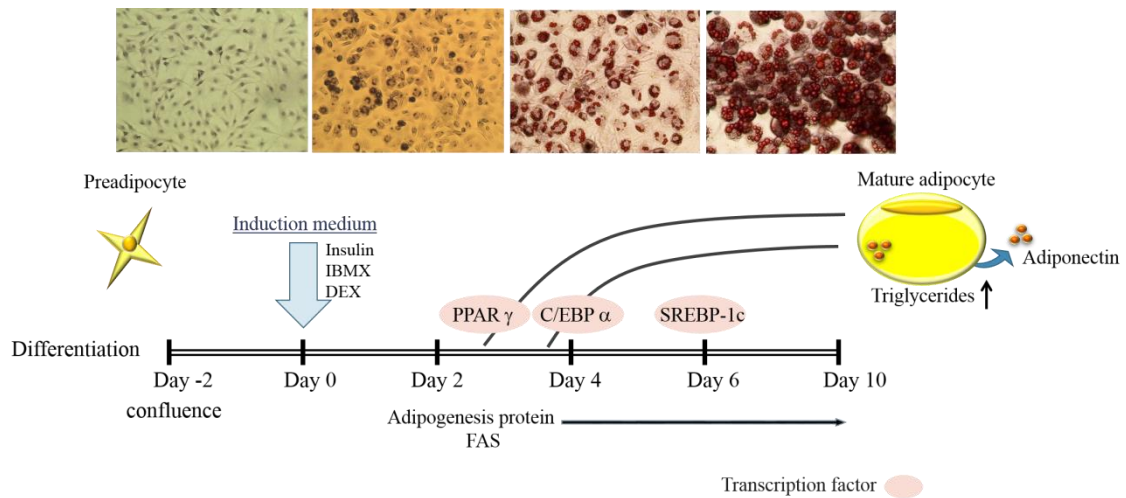 Preadipocyte
Mature adipocyte
Induction medium
Insulin
IBMX
DEX
Adiponectin
Triglycerides
PPAR γ
C/EBP α
SREBP-1c
Differentiation
Day -2
Day 0
Day 2
Day 4
Day 6
Day 10
confluence
Adipogenesis protein
FAS
Transcription factor